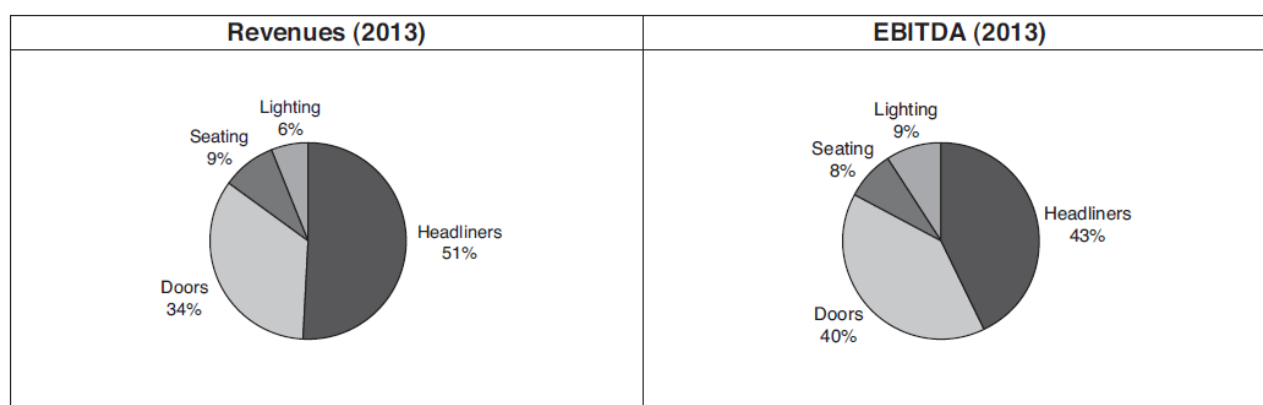 Revenues (2013)
EBITDA (2013)
Lighting
6%
Seating
9%
Headliners
51%
Doors
34%
Lighting
9%
Seating
8%
Headliners
43%
Doors
40%